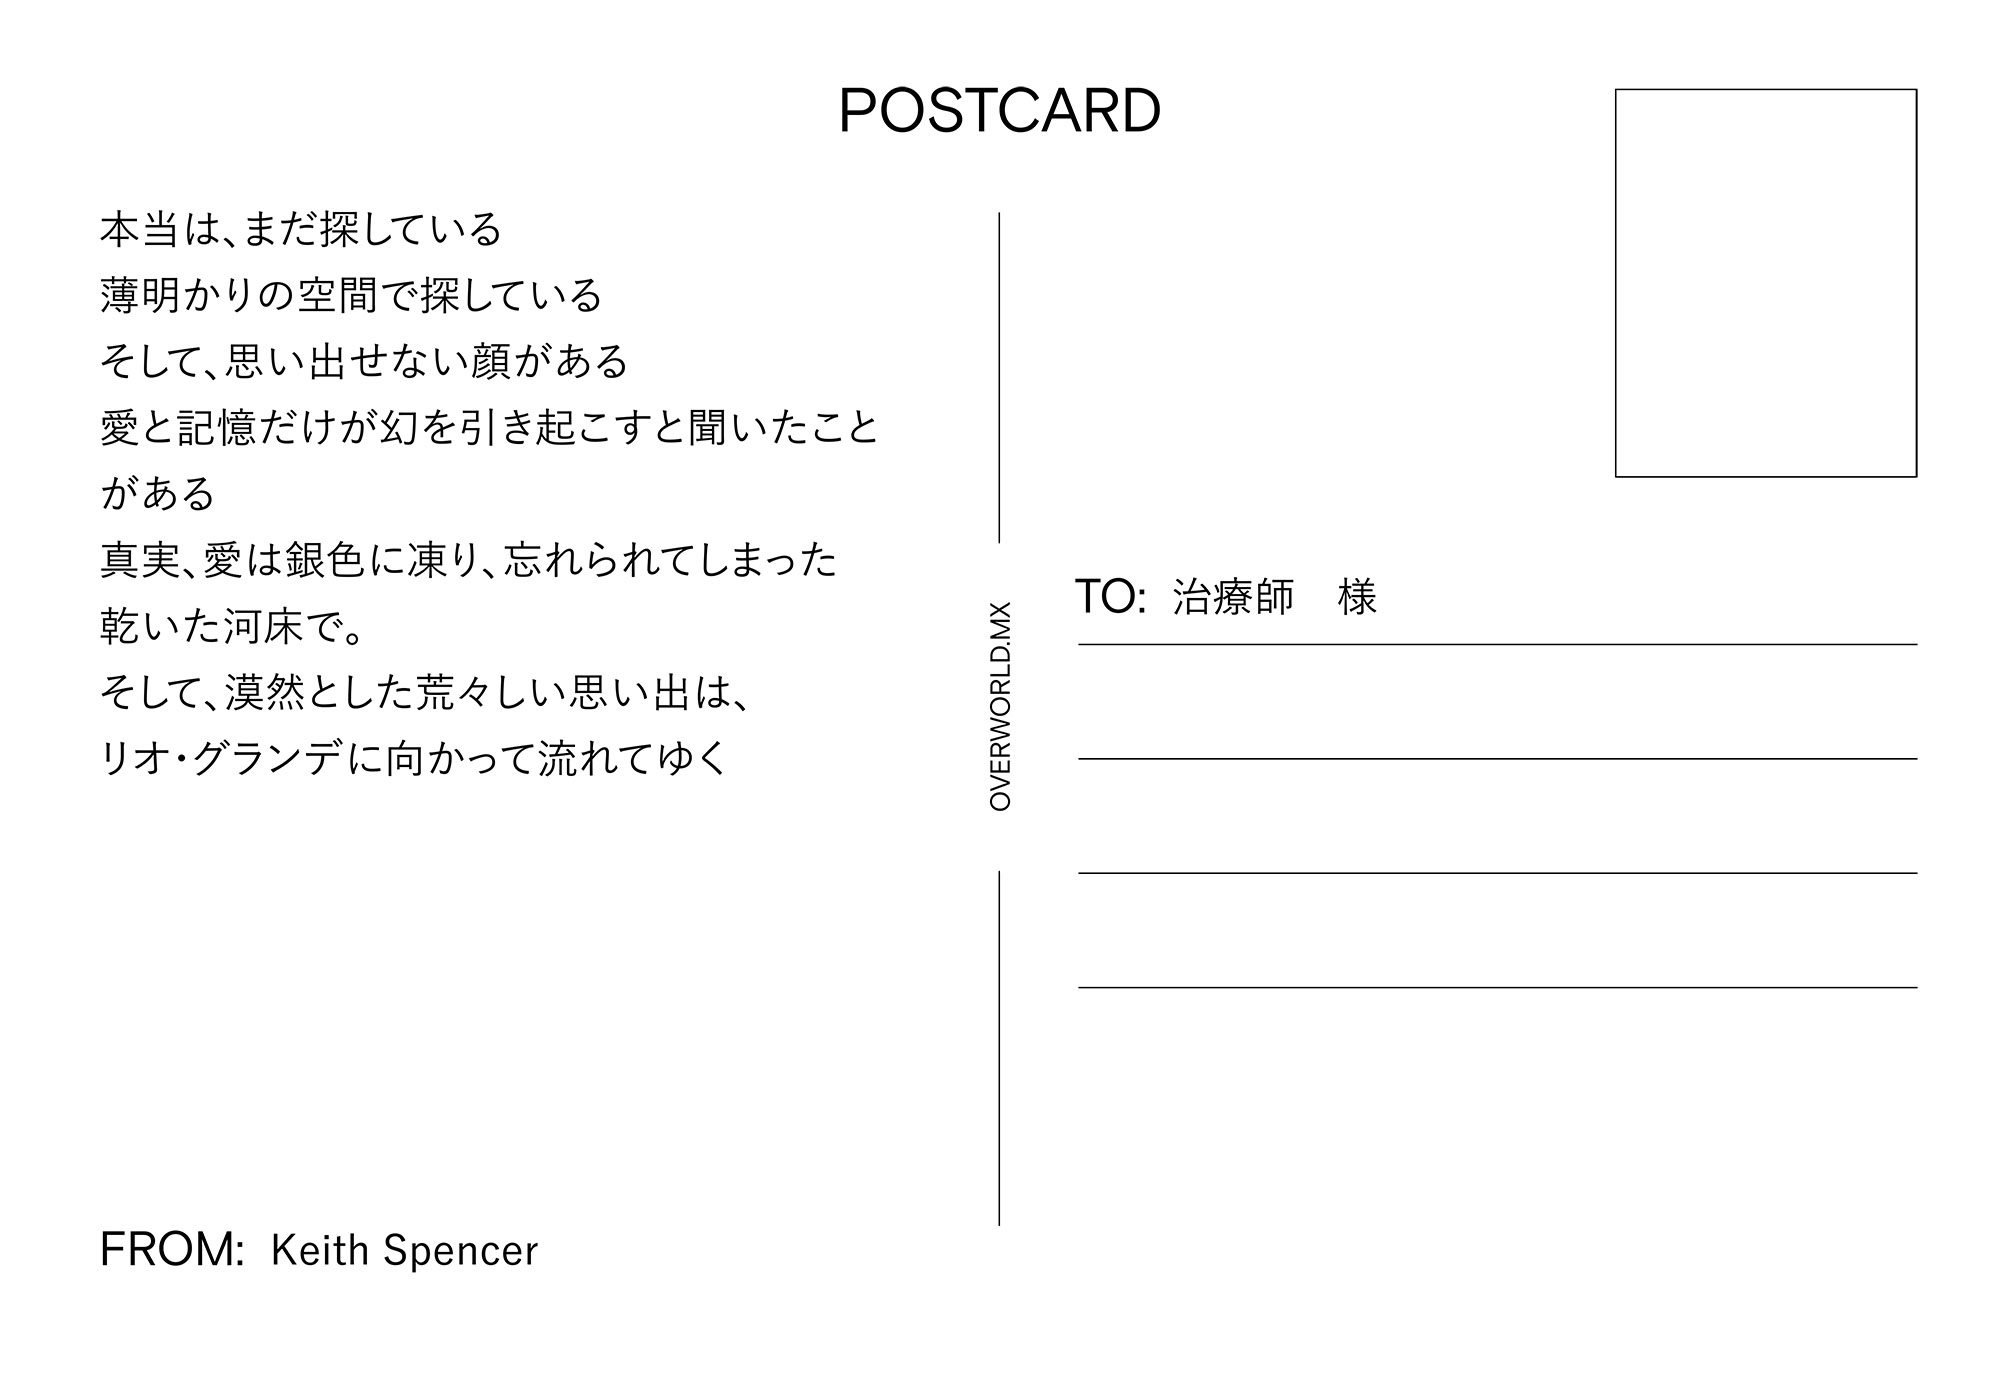 POSTCARD
本当は、まだ探している
薄明かりの空間で探している
そして、思い出せない顔がある
愛と記憶だけが幻を引き起こすと聞いたこと
がある
真実、愛は銀色に凍り、忘れられてしまった
乾いた河床で。
そして、漠然とした荒々しい思い出は、
リオ・グランデに向かって流れてゆく
FROM: Keith Spencer
OVERWORLD.MX
TO: 治療師　様